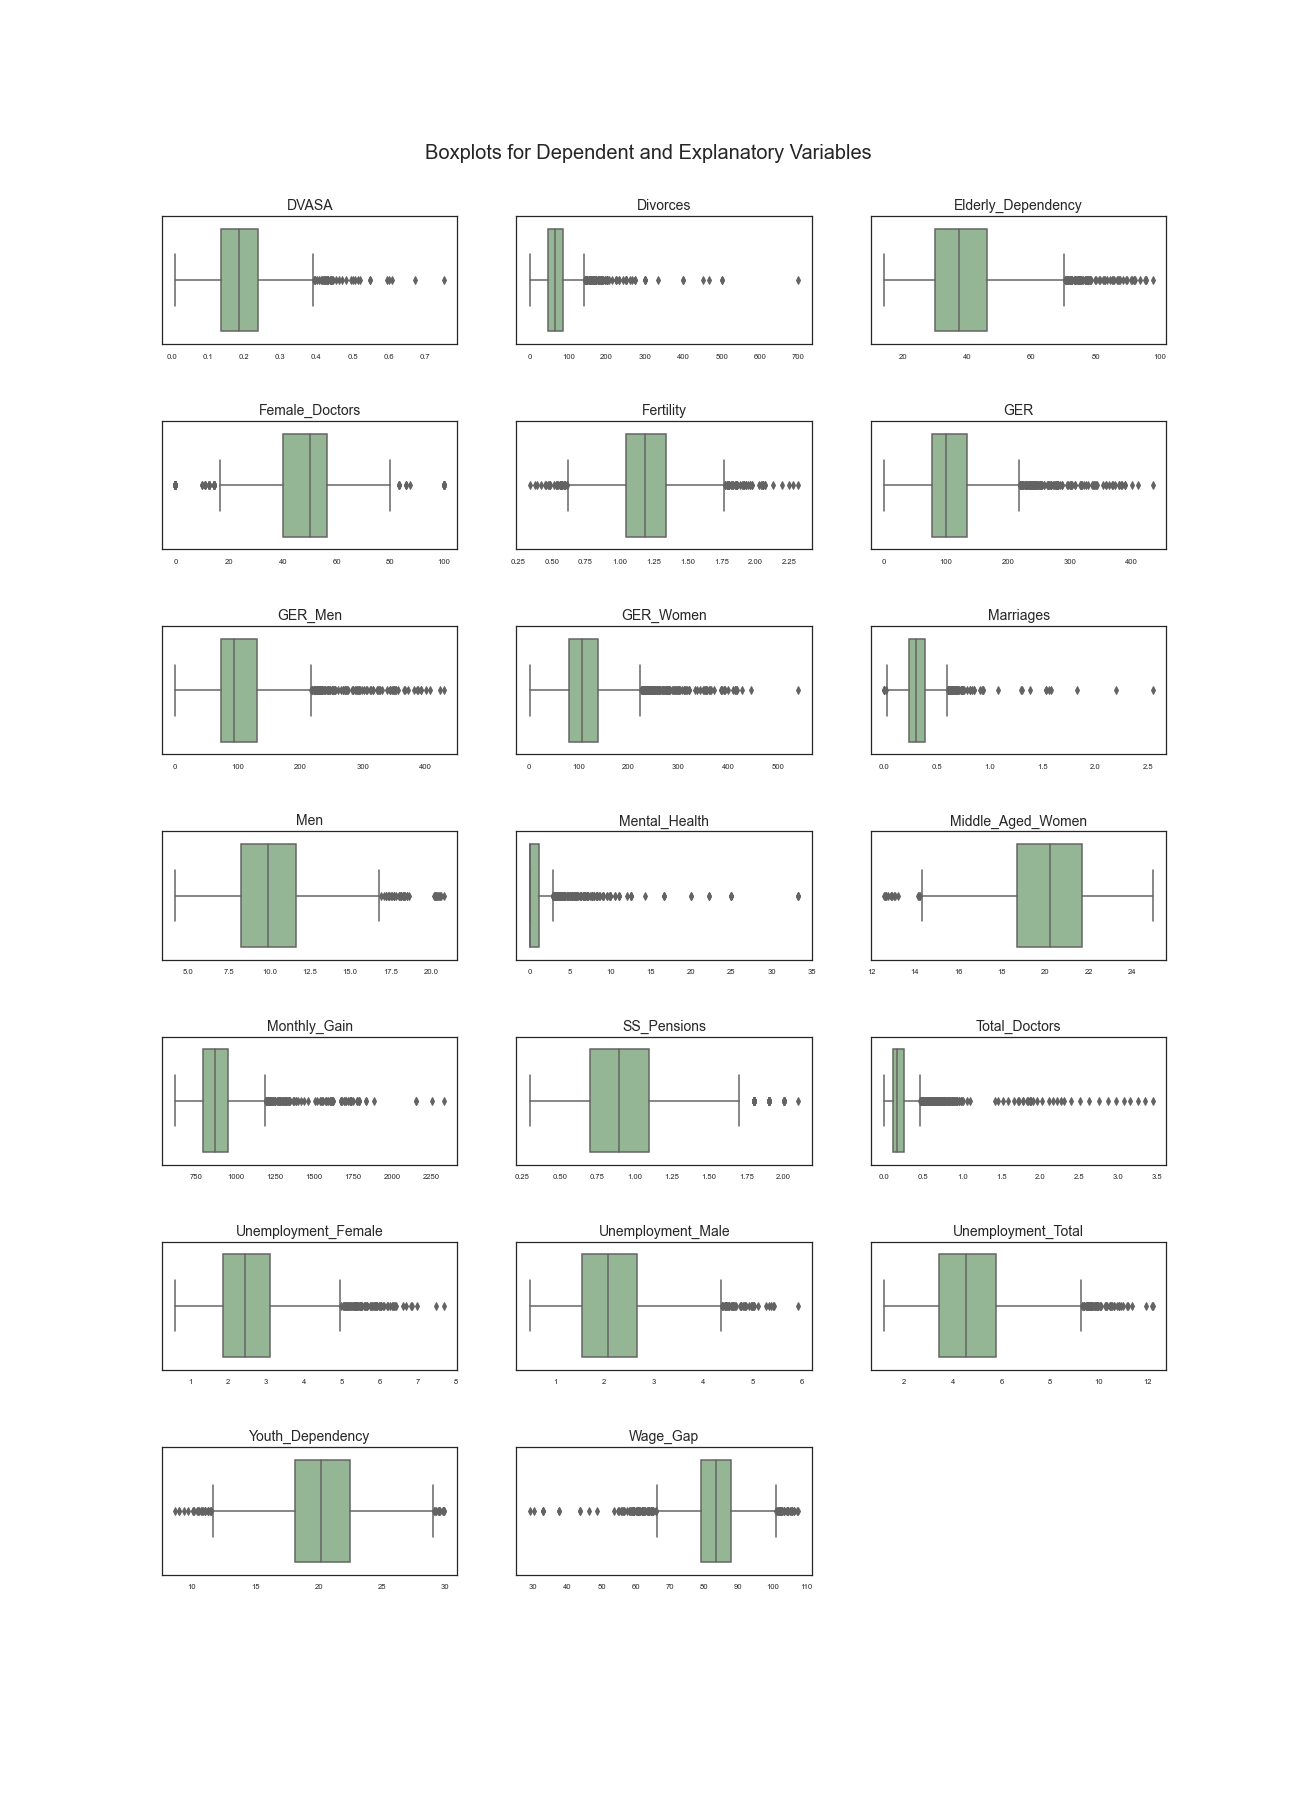 Boxplots for Dependent and Explanatory Variables
DVASA Divorces Elderly_Dependency
0.0 0.1 0.2 0.3 0.4 0.5 0.6 0.7 0 100 200 300 400 500 600 700 20 40 60 80 100
Female_Doctors Fertility GER
0 20 40 60 80 100 0.25 0.50 0.75 1.00 1.25 1.50 1.75 2.00 2.25 0 100 200 300 400
GER_Men GER_Women Marriages
0 100 200 300 400 0 100 200 300 400 500 0.0 0.5 1.0 1.5 2.0 2.5
Men Mental_Health Middle_Aged_Women
5.0 7.5 10.0 12.5 15.0 17.5 20.0 0 5 10 15 20 25 30 35 12 14 16 18 20 22 24
Monthly_Gain SS_Pensions Total_Doctors
750 1000 1250 1500 1750 2000 2250 0.25 0.50 0.75 1.00 1.25 1.50 1.75 2.00 0.0 0.5 1.0 1.5 2.0 2.5 3.0 3.5
Unemployment_Female Unemployment_Male Unemployment_Total
1 2 3 4 5 6 7 8 1 2 3 4 5 6 2 4 6 8 10 12
Youth_Dependency Wage_Gap
10 15 20 25 30 30 40 50 60 70 80 90 100 110